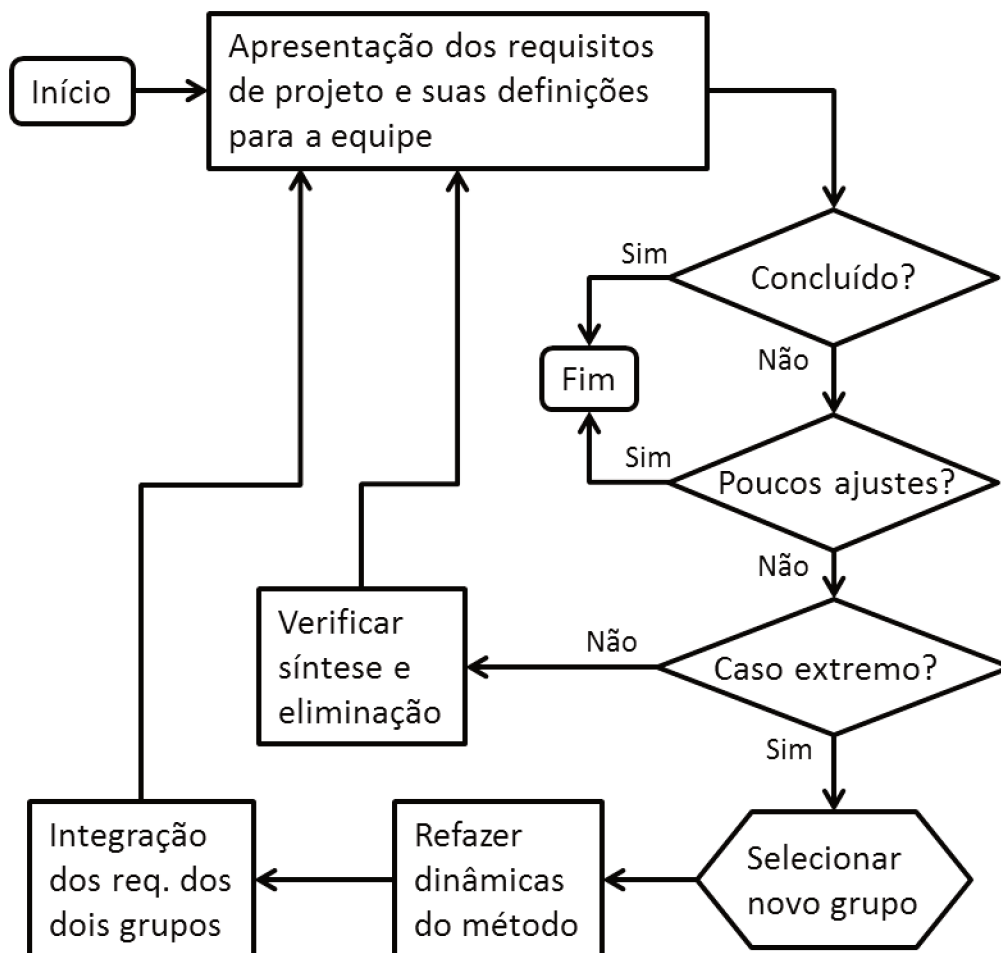 Início
Apresentação dos requisitos
de projeto e suas definições
para a equipe
Concluído?
Sim
Não
Fim
Poucos ajustes?
Sim
Não
Caso extremo?
Não
Sim
Verificar
síntese e
eliminação
Selecionar
novo grupo
Refazer
dinâmicas
do método
Integração
dos req. dos
dois grupos